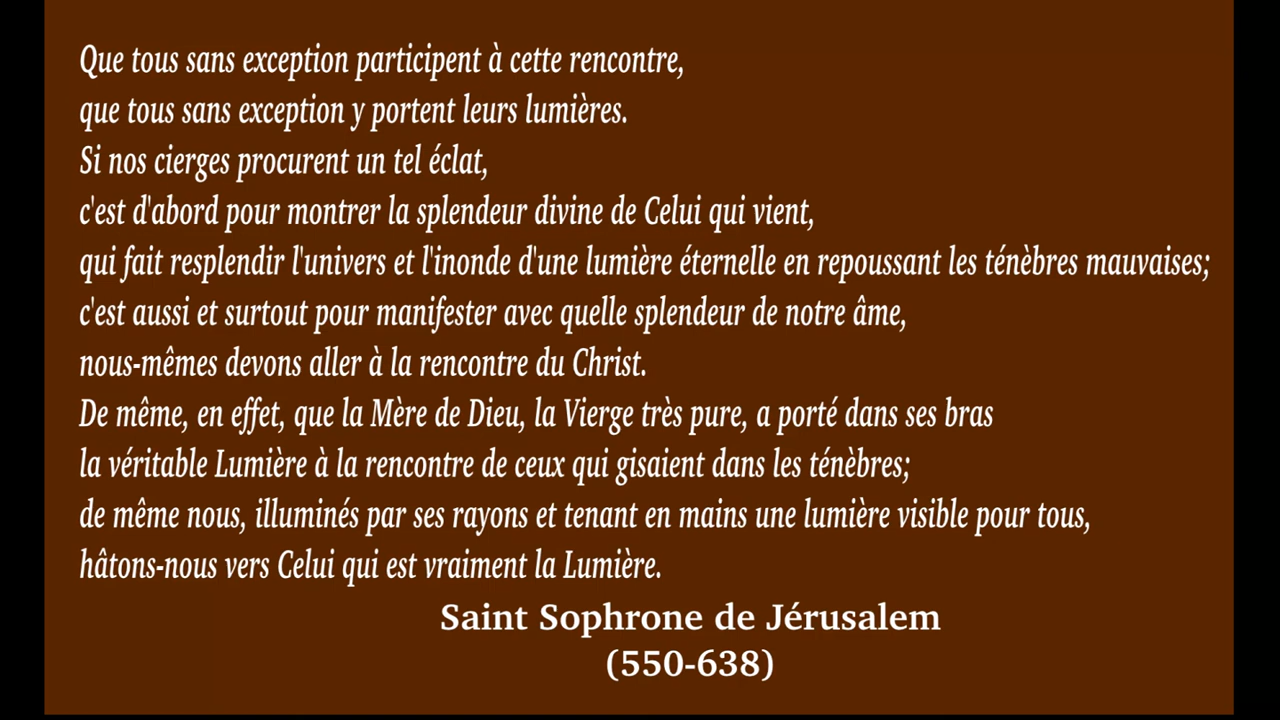 Que tous sans exception participent à cette rencontre,
que tous sans exception y portent leurs lumières.
Si nos cierges procurent un tel éclat,
c'est d'abord pour montrer la splendeur divine de Celui qui vient,
qui fait resplendir l'univers et l'inonde d'une lumière éternelle en repoussant les ténèbres mauvaises;
c'est aussi et surtout pour manifester avec quelle splendeur de notre âme,
nous-mêmes devons aller à la rencontre du Christ.
De même, en effet, que la Mère de Dieu, la Vierge très pure, a porté dans ses bras
la véritable Lumière à la rencontre de ceux qui gisaient dans les ténèbres;
de même nous, illuminés par ses rayons et tenant en mains une lumière visible pour tous,
hâtons-nous vers Celui qui est vraiment la Lumière.
Saint Sophrone de Jérusalem
(550-638)